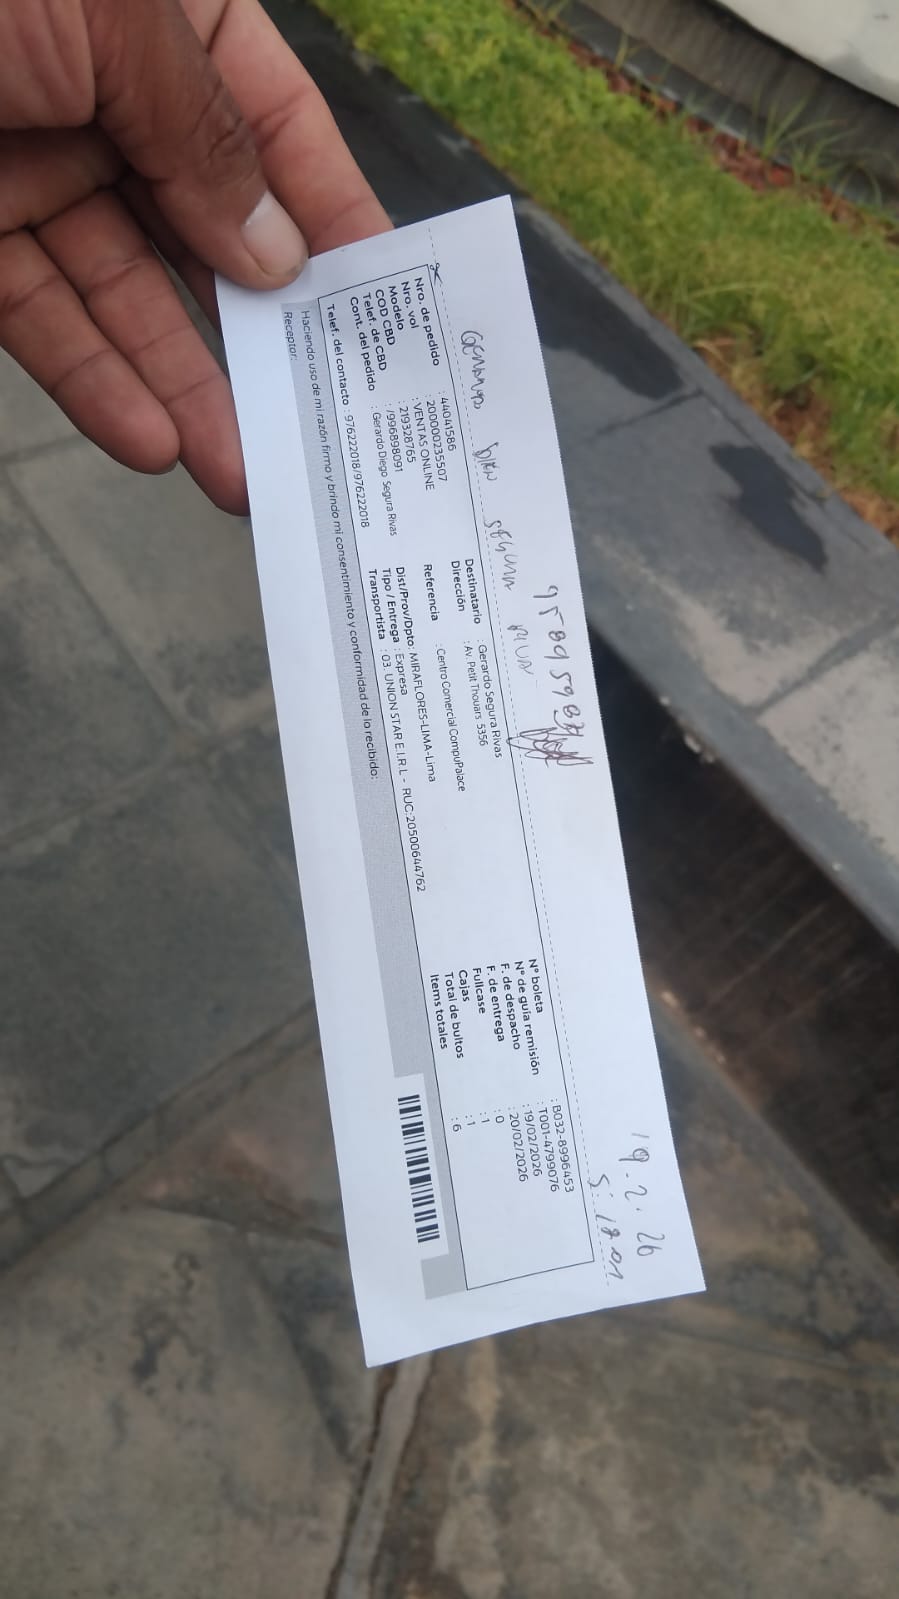 Gerardo Segura
19.2.26
Nro. de pedido : 44041586
Nro. vol : 200000235507
Modelo : VENTAS ONLINE
COD CBD : 219328765
Telef. de CBD : /996898091
Cont. del pedido : Gerardo Diego Segura Rivas
Telef. del contacto : 976222018/976222018
Destinatario : Gerardo Segura Rivas
Dirección : Av. Petit Thouars 5356
Referencia : Centro Comercial CompuPalace
Dist/Prov/Dpto: MIRAFLORES-LIMA-Lima
Tipo / Entrega : Expresa
Transportista : 03. UNION STAR E.I.R.L - RUC:20500644762
N° boleta : B032-8996453
N° de guía remisión : T001-4799076
F. de despacho : 19/02/2026
F. de entrega : 20/02/2026
Fullcase : 0
Cajas : 1
Total de bultos : 1
Items totales : 6
Haciendo uso de mi razón firmo y brindo mi consentimiento y conformidad de lo recibido:
Receptor: